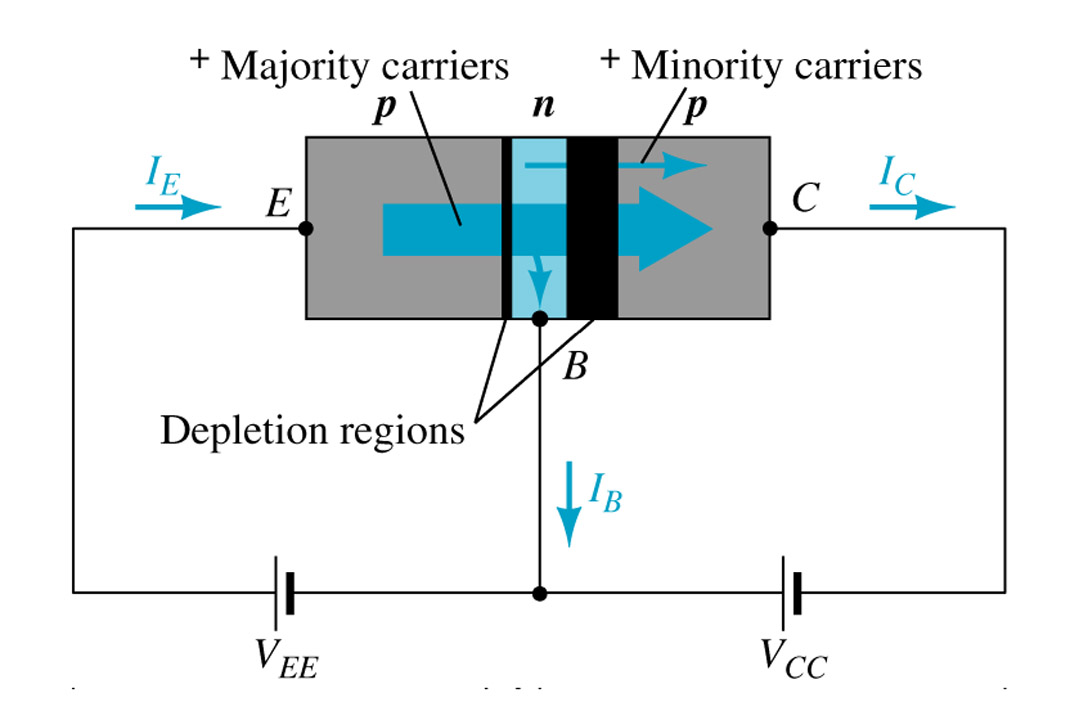 + Majority carriers
+ Minority carriers
p
n
p
I_E
E
C
I_C
B
Depletion regions
I_B
V_EE
V_CC